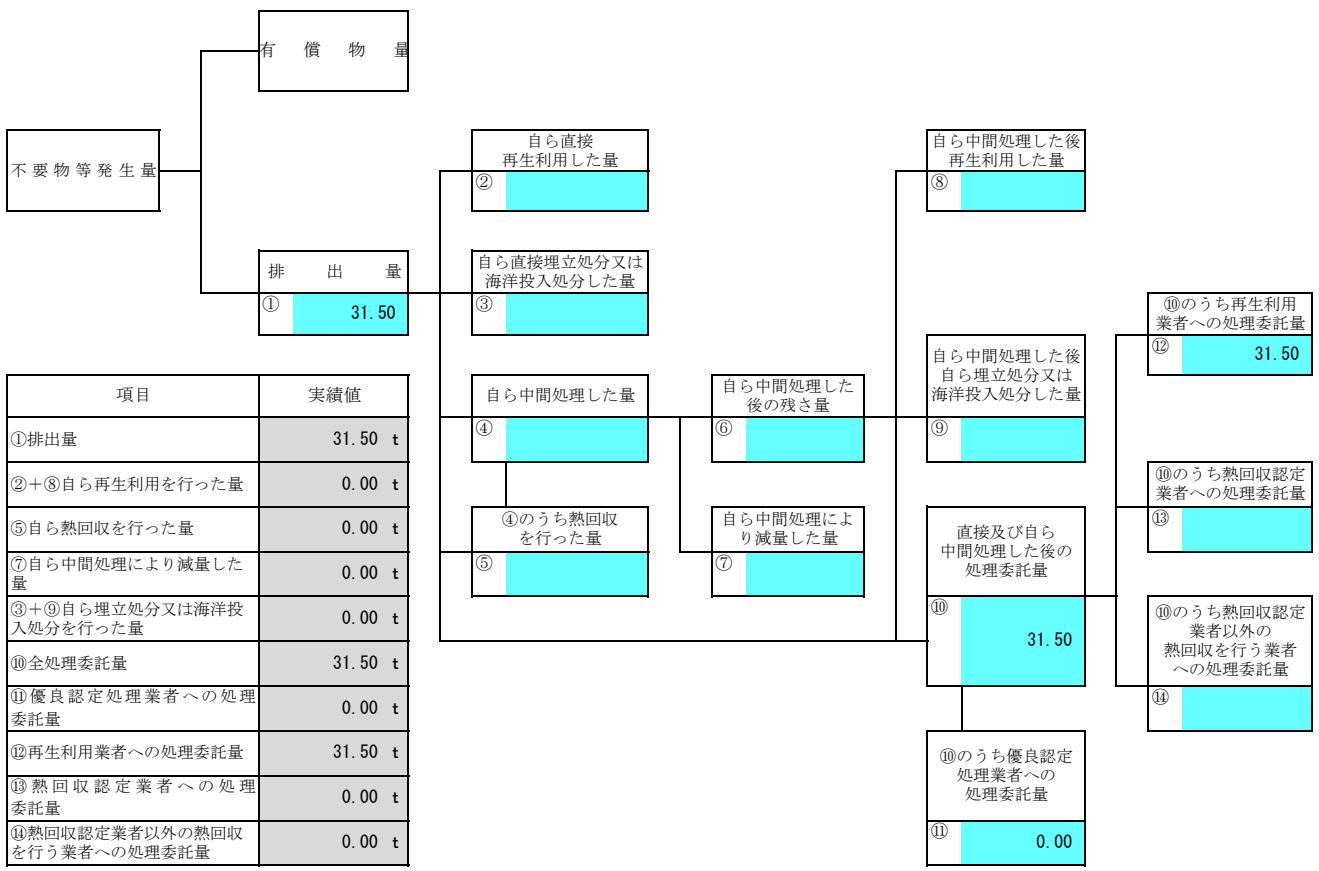 有償物量
不要物等発生量
自ら直接
再生利用した量
②
自ら中間処理した後
再生利用した量
⑧
排出量
① 31.50
自ら直接埋立処分又は
海洋投入処分した量
③
⑩のうち再生利用
業者への処理委託量
⑫ 31.50
自ら中間処理した量
④
自ら中間処理した
後の残さ量
⑥
自ら中間処理した後
自ら埋立処分又は
海洋投入処分した量
⑨
⑩のうち熱回収認定
業者への処理委託量
⑬
④のうち熱回収
を行った量
⑤
自ら中間処理によ
り減量した量
⑦
直接及び自ら
中間処理した後の
処理委託量
⑩
31.50
⑩のうち熱回収認定
業者以外の
熱回収を行う業者
への処理委託量
⑭
⑩のうち優良認定
処理業者への
処理委託量
⑪ 0.00
項目 実績値
①排出量 31.50 t
②＋⑧自ら再生利用を行った量 0.00 t
⑤自ら熱回収を行った量 0.00 t
⑦自ら中間処理により減量した
量 0.00 t
③＋⑨自ら埋立処分又は海洋投
入処分を行った量 0.00 t
⑩全処理委託量 31.50 t
⑪優良認定処理業者への処理
委託量 0.00 t
⑫再生利用業者への処理委託量 31.50 t
⑬熱回収認定業者への処理
委託量 0.00 t
⑭熱回収認定業者以外の熱回収
を行う業者への処理委託量 0.00 t